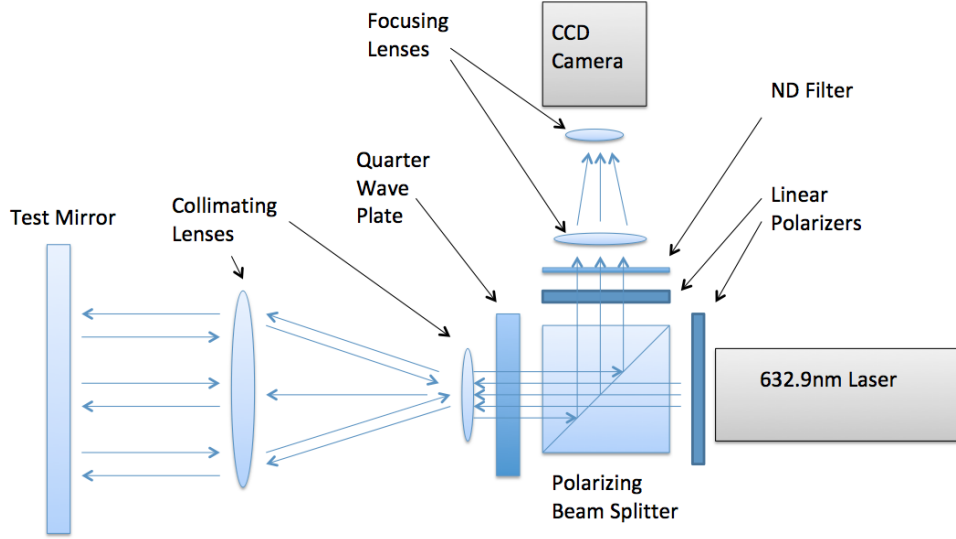 Focusing
Lenses
CCD
Camera
ND Filter
Quarter
Wave
Plate
Linear
Polarizers
Test Mirror
Collimating
Lenses
632.9nm Laser
Polarizing
Beam Splitter